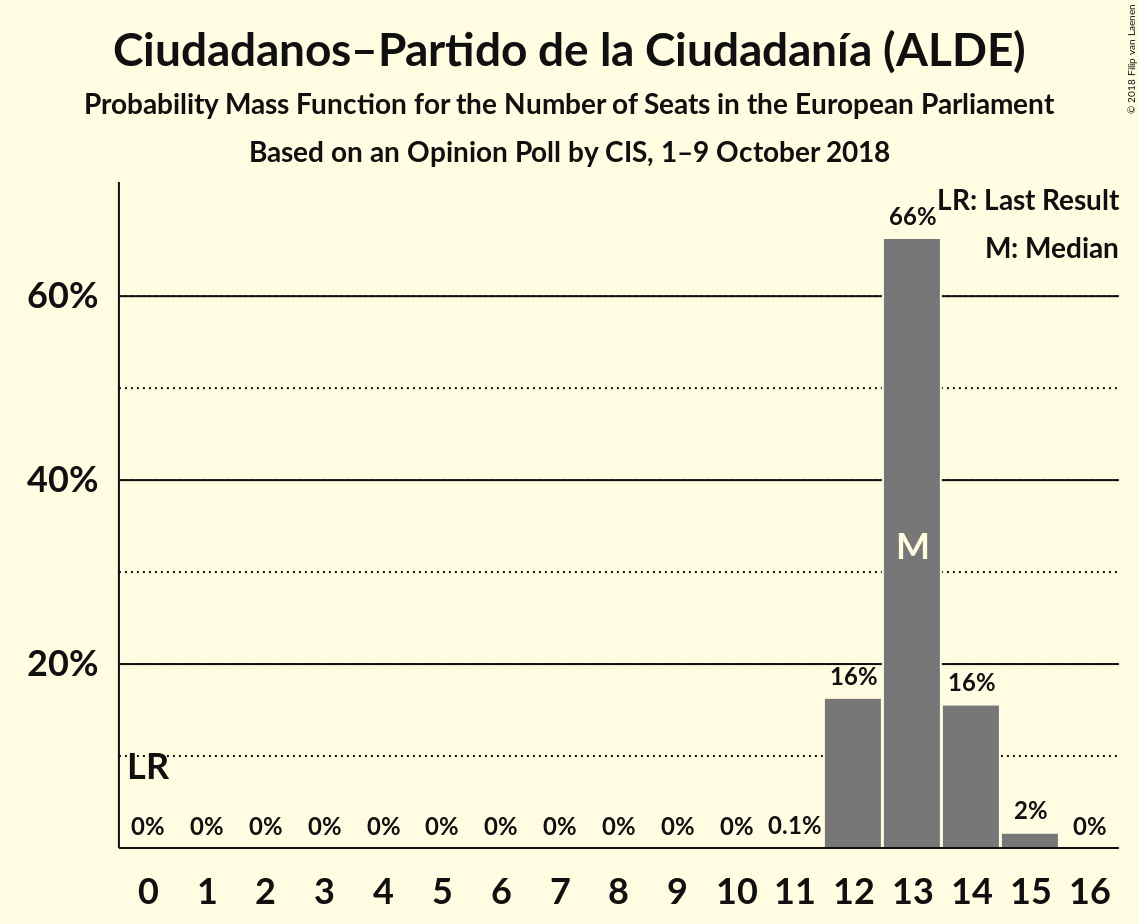 Ciudadanos–Partido de la Ciudadanía (ALDE)
Probability Mass Function for the Number of Seats in the European Parliament
Based on an Opinion Poll by CIS, 1–9 October 2018
© 2018 Filip van Laenen
LR: Last Result
M: Median
66%
60%
40%
M
20%
16% 16%
LR
0% 0% 0% 0% 0% 0% 0% 0% 0% 0% 0% 0.1% 2% 0%
0 1 2 3 4 5 6 7 8 9 10 11 12 13 14 15 16